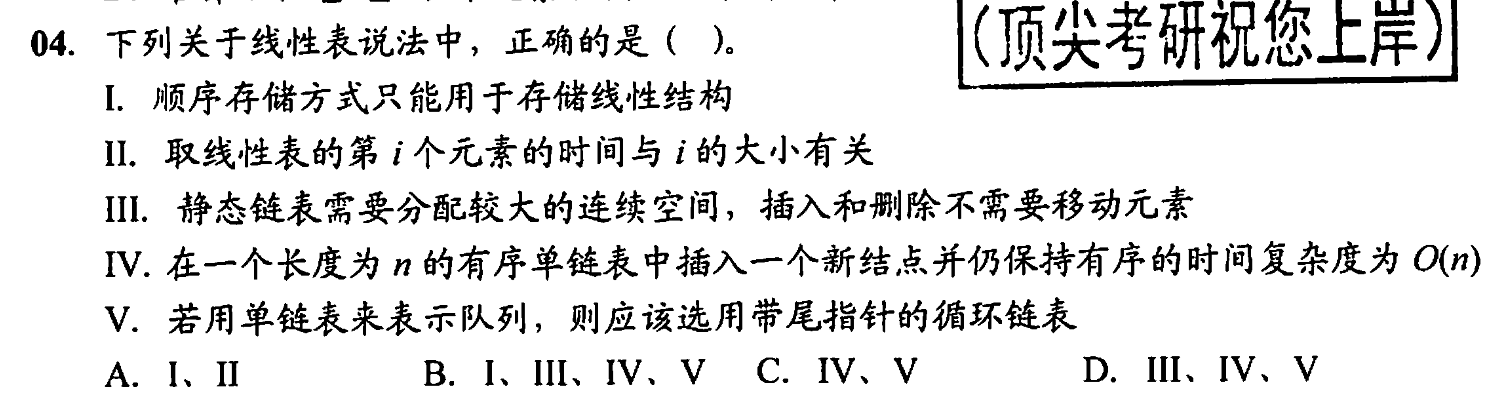 (顶尖考研祝您上岸)
04. 下列关于线性表说法中，正确的是（ ）。
I. 顺序存储方式只能用于存储线性结构
II. 取线性表的第 i 个元素的时间与 i 的大小有关
III. 静态链表需要分配较大的连续空间，插入和删除不需要移动元素
IV. 在一个长度为 n 的有序单链表中插入一个新结点并仍保持有序的时间复杂度为 O(n)
V. 若用单链表来表示队列，则应该选用带尾指针的循环链表
A. I、II B. I、III、IV、V C. IV、V D. III、IV、V